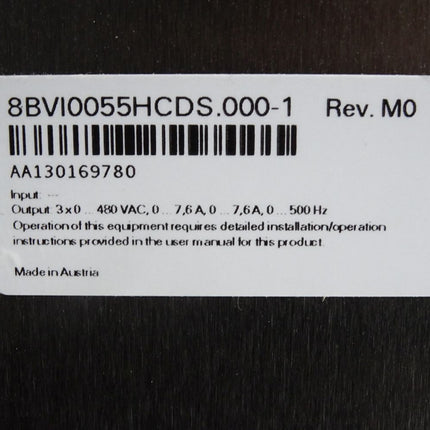 8BVI0055HCDS.000-1 Rev. M0
AA130169780
Input: ---
Output: 3 x 0 ... 480 VAC, 0 ... 7,6 A, 0 ... 7,6 A, 0 ... 500 Hz
Operation of this equipment requires detailed installation/operation
instructions provided in the user manual for this product.
Made in Austria